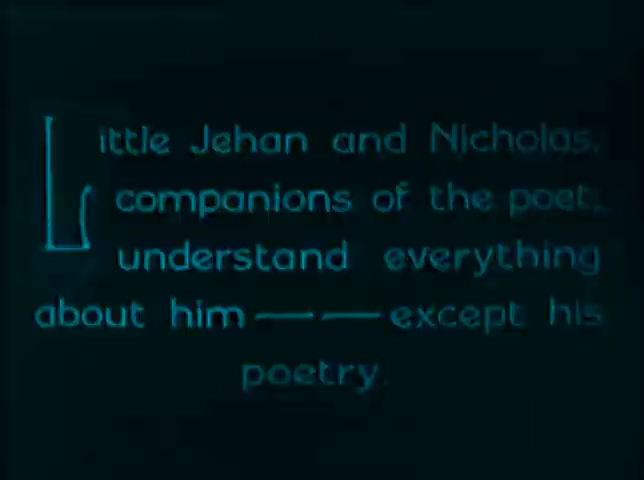 Little Jehan and Nicholas,
companions of the poet,
understand everything
about him — — except his
poetry.